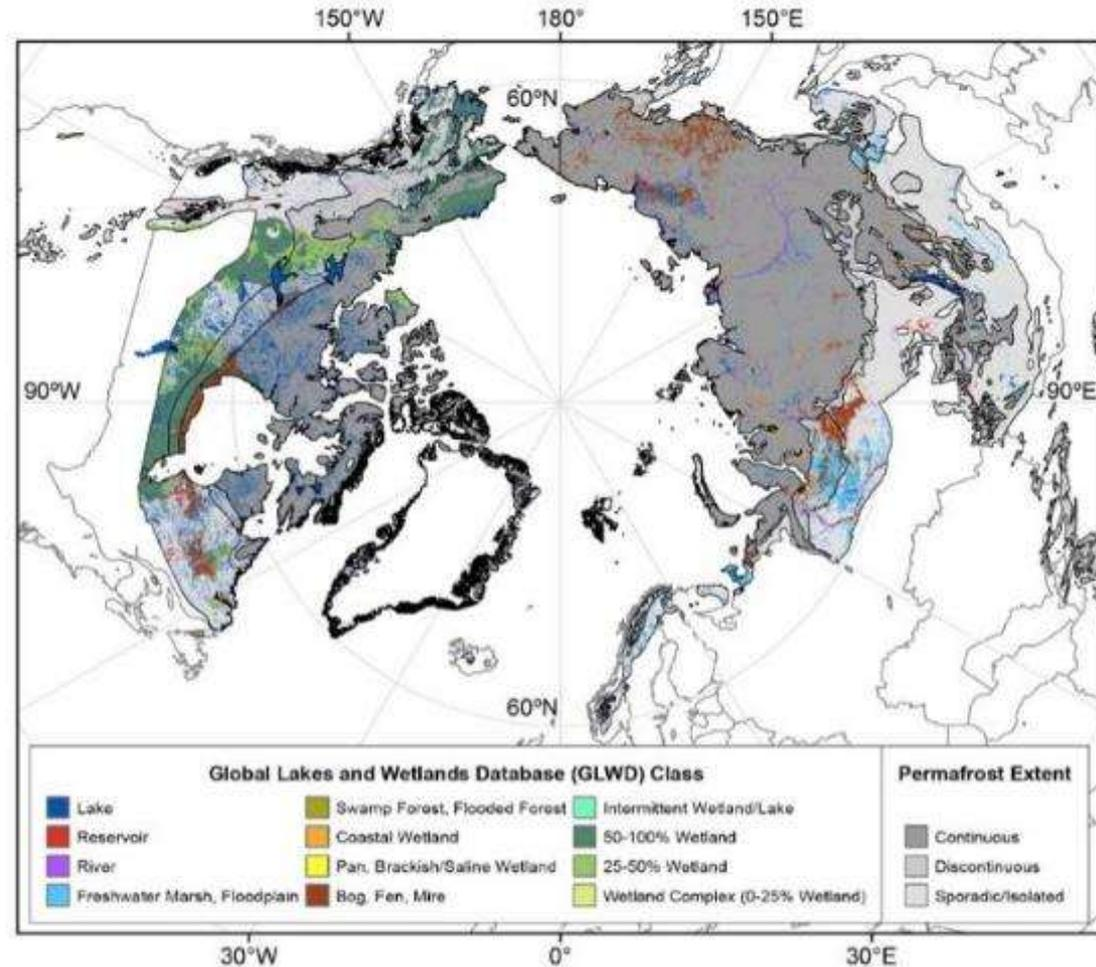 150°W 180° 150°E
60°N
90°W 90°E
60°N
Global Lakes and Wetlands Database (GLWD) Class
Lake
Reservoir
River
Freshwater Marsh, Floodplain
Swamp Forest, Flooded Forest
Coastal Wetland
Pan, Brackish/Saline Wetland
Bog, Fen, Mire
Intermittent Wetland/Lake
50-100% Wetland
25-50% Wetland
Wetland Complex (0-25% Wetland)
Permafrost Extent
Continuous
Discontinuous
Sporadic/Isolated
30°W 0° 30°E